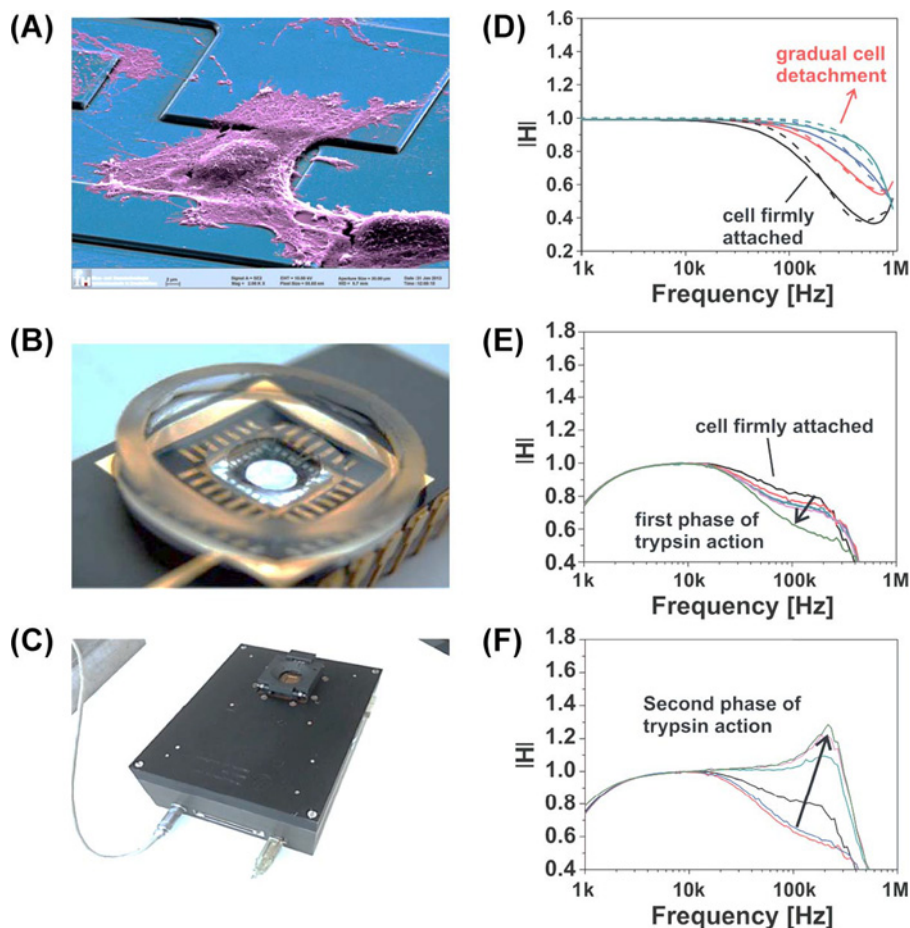 (A)
2 µm
(B)
(C)
(D)
1.6
1.4
1.2
1.0
0.8
0.6
0.4
0.2
|H|
gradual cell
detachment
cell firmly
attached
1k
10k
100k
1M
Frequency [Hz]
(E)
1.8
1.6
1.4
1.2
1.0
0.8
0.6
0.4
|H|
cell firmly attached
first phase of
trypsin action
1k
10k
100k
1M
Frequency [Hz]
(F)
1.8
1.6
1.4
1.2
1.0
0.8
0.6
0.4
|H|
Second phase of
trypsin action
1k
10k
100k
1M
Frequency [Hz]